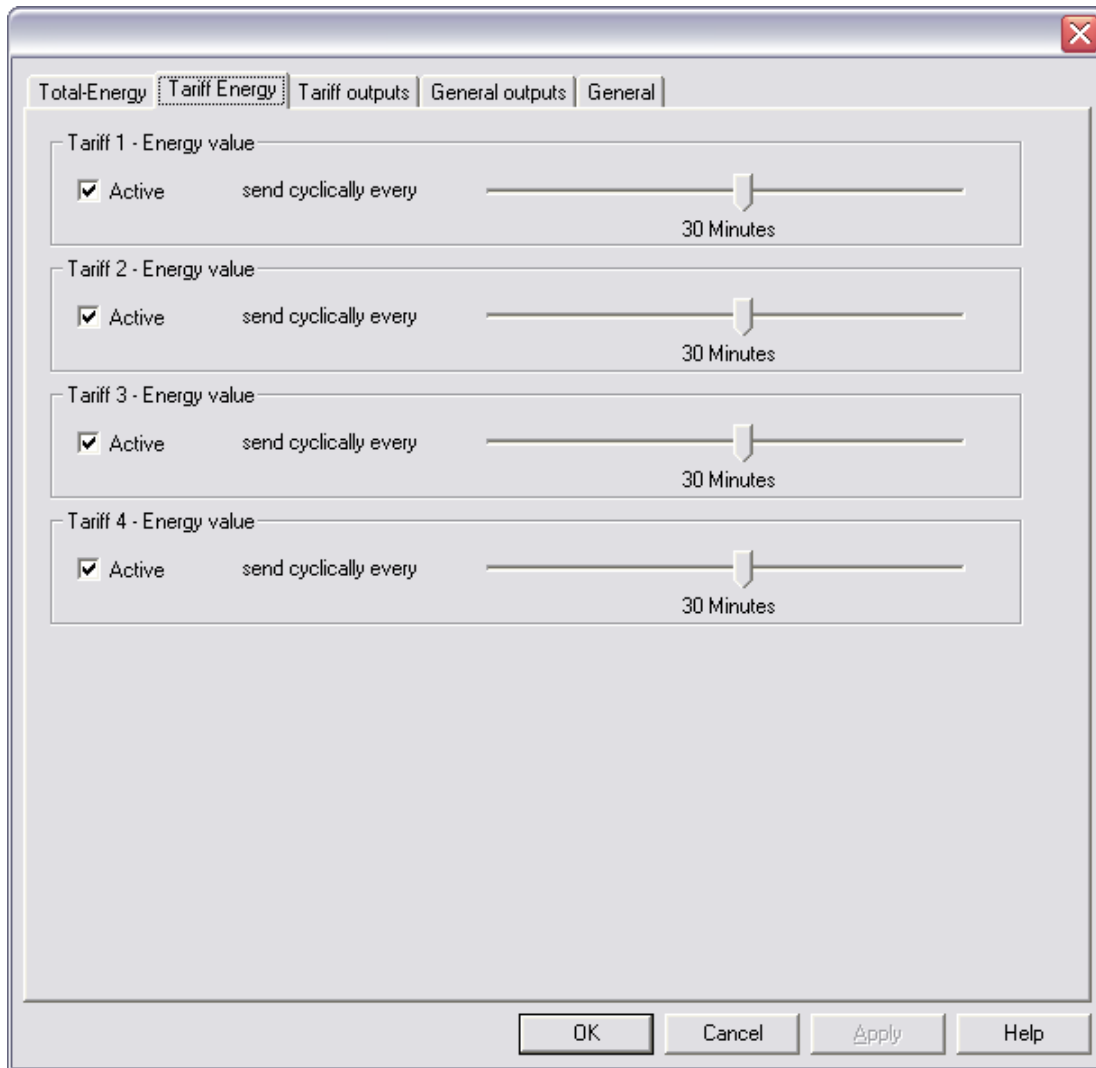 Total-Energy Tariff Energy Tariff outputs General outputs General
Tariff 1 - Energy value
Active send cyclically every
30 Minutes
Tariff 2 - Energy value
Active send cyclically every
30 Minutes
Tariff 3 - Energy value
Active send cyclically every
30 Minutes
Tariff 4 - Energy value
Active send cyclically every
30 Minutes
OK Cancel Apply Help